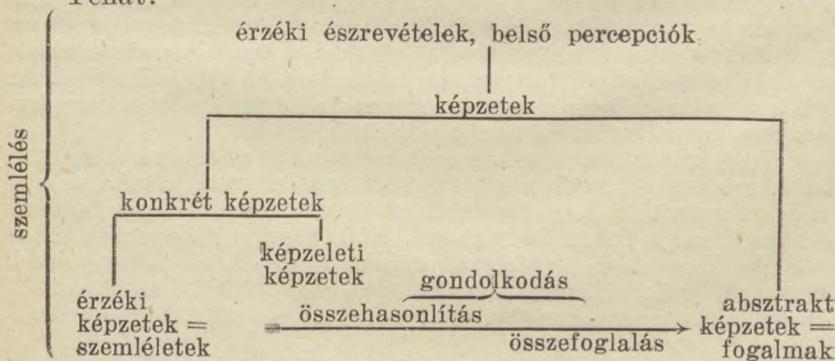 Tehát:
érzéki észrevételek, belső percepciók
képzetek
szemlélés
konkrét képzetek
képzeleti
képzetek
gondolkodás
érzéki
képzetek =
szemléletek
=
összehasonlítás
összefoglalás
absztrakt
képzetek =
fogalmak